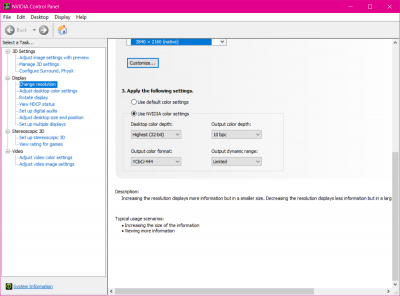 NVIDIA Control Panel
File Edit Desktop Display Help
Back
Select a Task...
3D Settings
Adjust image settings with preview
Manage 3D settings
Configure Surround, PhysX
Display
Change resolution
Adjust desktop color settings
Rotate display
View HDCP status
Set up digital audio
Adjust desktop size and position
Set up multiple displays
Stereoscopic 3D
Set up stereoscopic 3D
View rating for games
Video
Adjust video color settings
Adjust video image settings
System Information
3840 × 2160 (native)
Customize...
3. Apply the following settings.
Use default color settings
Use NVIDIA color settings
Desktop color depth: Output color depth:
Highest (32-bit) 10 bpc
Output color format: Output dynamic range:
YCbCr444 Limited
Description:
Increasing the resolution displays more information but in a smaller size. Decreasing the resolution displays less information but in a larg
Typical usage scenarios:
• Increasing the size of the information
• Viewing more information